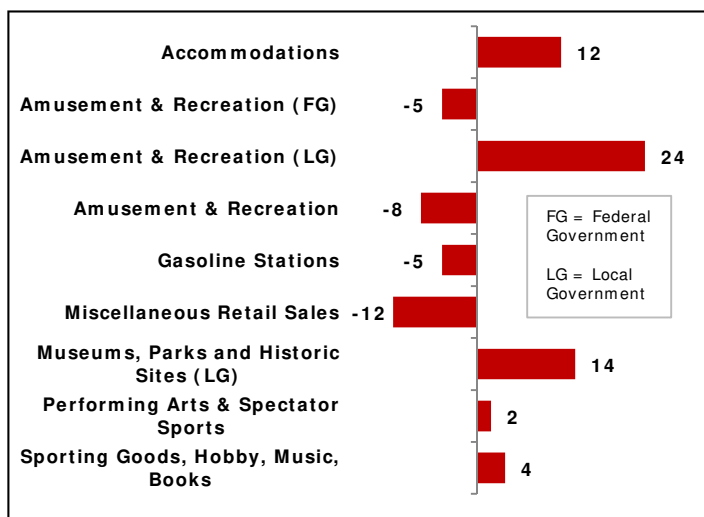 Accommodations
12
Amusement & Recreation (FG)
-5
Amusement & Recreation (LG)
24
Amusement & Recreation
-8
FG = Federal
Government
LG = Local
Government
Gasoline Stations
-5
Miscellaneous Retail Sales
-12
Museums, Parks and Historic
Sites (LG)
14
Performing Arts & Spectator
Sports
2
Sporting Goods, Hobby, Music,
Books
4